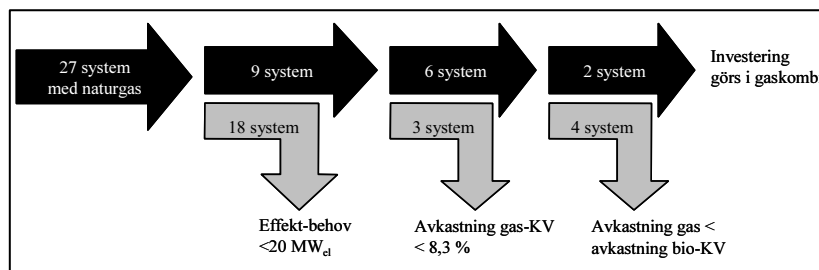 27 system
med naturgas
9 system
6 system
2 system
Investering
görs i gaskombi
18 system
3 system
4 system
Effekt-behov
<20 MWel
Avkastning gas-KV
< 8,3 %
Avkastning gas <
avkastning bio-KV